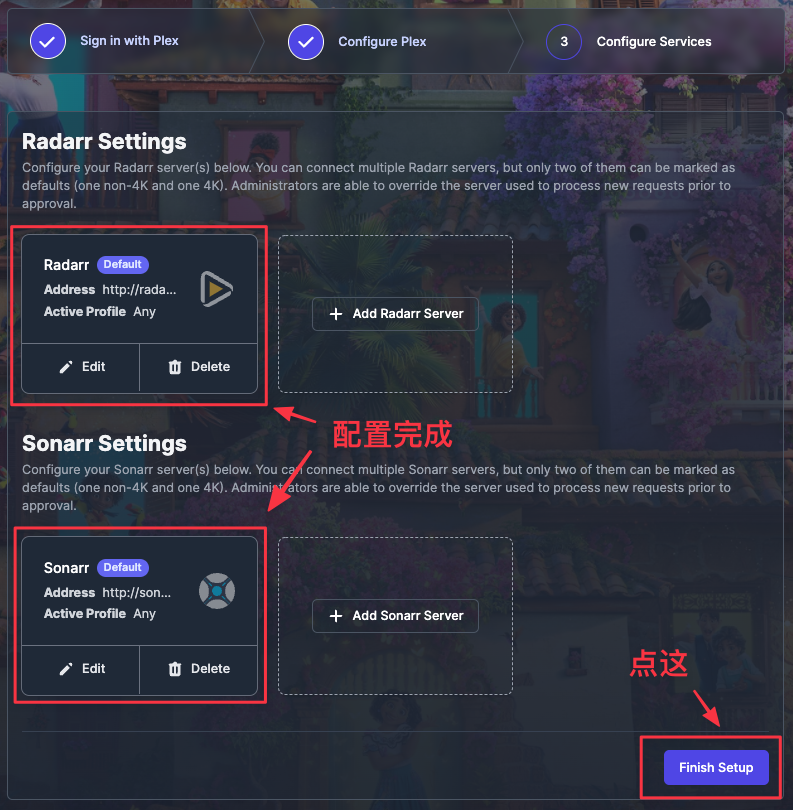 Sign in with Plex
Configure Plex
3
Configure Services
Radarr Settings
Configure your Radarr server(s) below. You can connect multiple Radarr servers, but only two of them can be marked as
defaults (one non-4K and one 4K). Administrators are able to override the server used to process new requests prior to
approval.
Radarr Default
Address http://rada...
Active Profile Any
Edit
Delete
Add Radarr Server
配置完成
Sonarr Settings
Configure your Sonarr server(s) below. You can connect multiple Sonarr servers, but only two of them can be marked as
defaults (one non-4K and one 4K). Administrators are able to override the server used to process new requests prior to
approval.
Sonarr Default
Address http://son...
Active Profile Any
Edit
Delete
Add Sonarr Server
点这
Finish Setup